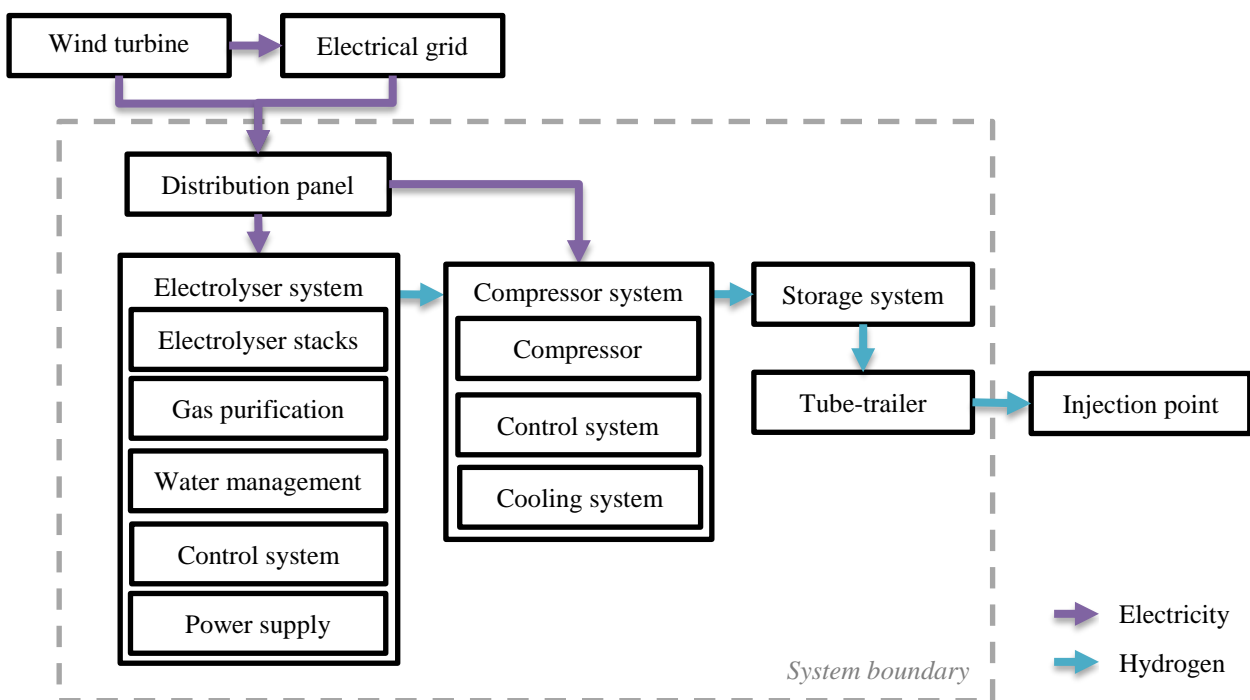 Wind turbine
Electrical grid
Distribution panel
Electrolyser system
Electrolyser stacks
Gas purification
Water management
Control system
Power supply
Compressor system
Compressor
Control system
Cooling system
Storage system
Tube-trailer
Injection point
Electricity
Hydrogen
System boundary